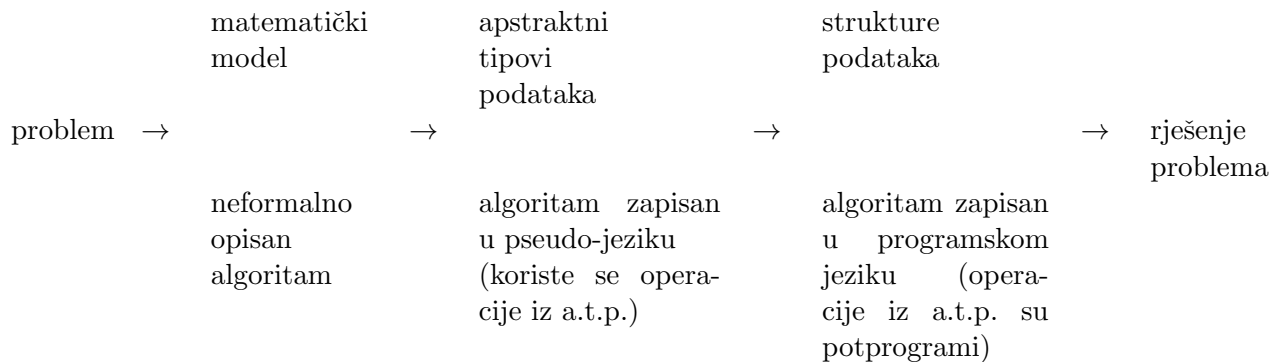 matematički
model
apstraktni
tipovi
podataka
strukture
podataka
problem →
→
→
→ rješenje
problema
neformalno
opisan
algoritam
algoritam zapisan
u pseudo-jeziku
(koriste se opera-
cije iz a.t.p.)
algoritam zapisan
u programskom
jeziku (opera-
cije iz a.t.p. su
potprogrami)